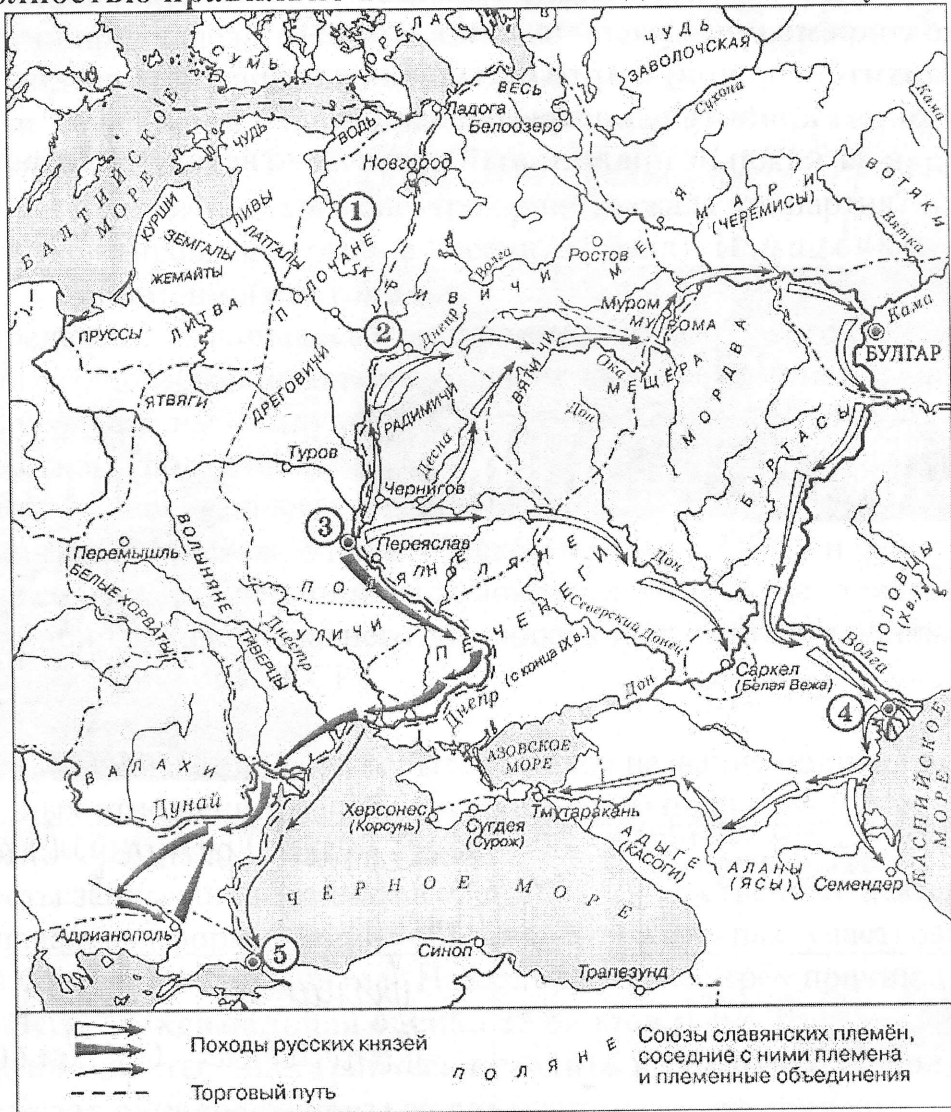 СУМЬ
КОРЕЛА
ЧУДЬ
ЗАВОЛОЧСКАЯ
ВЕСЬ
Ладога
Белоозеро
Сухона
Кама
БАЛТИЙСКОЕ
МОРЕ
ЧУДЬ
ВОДЬ
Новгород
ВОТЯКИ
Вятка
МАРИ
(ЧЕРЕМИСЫ)
МЕРЯ
1
КУРШИ
ЛИВЫ
ЗЕМГАЛЫ
ЛАТГАЛЫ
ЖЕМАЙТЫ
ПОЛОЧАНЕ
Волга
Ростов
КРИВИЧИ
ЛИТВА
ПРУССЫ
2
Днепр
Муром
МУРОМА
Кама
БУЛГАР
Ока
МЕЩЕРА
МОРДВА
ЯТВЯГИ
ДРЕГОВИЧИ
РАДИМИЧИ
ВЯТИЧИ
Дон
БУРТАСЫ
Туров
Десна
Чернигов
3
Переяслав
Перемышль
ВОЛЫНЯНЕ
БЕЛЫЕ ХОРВАТЫ
ПОЛЯНЕ
ПОЛЯНЕ
Дон
УЛИЧИ
Днестр
ТИВЕРЦЫ
ПЕЧЕНЕГИ
(с конца IX в.)
Северский Донец
ПОЛОВЦЫ
(X в.)
Волга
Саркел
(Белая Вежа)
Днепр
Дон
4
АЗОВСКОЕ
МОРЕ
ВАЛАХИ
Дунай
Херсонес
(Корсунь)
Сугдея
(Сурож)
Тмутаракань
АДЫГЕ
(КАСОГИ)
АЛАНЫ
(ЯСЫ)
Семендер
КАСПИЙСКОЕ
МОРЕ
ЧЕРНОЕ МОРЕ
Адрианополь
5
Синоп
Трапезунд
Походы русских князей
Торговый путь
ПОЛЯНЕ
Союзы славянских племён,
соседние с ними племена
и племенные объединения